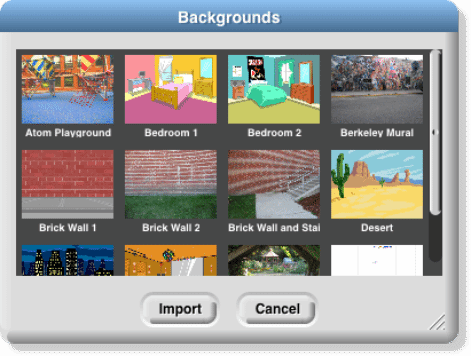 Backgrounds
Atom Playground
Bedroom 1
Bedroom 2
Berkeley Mural
Brick Wall 1
Brick Wall 2
Brick Wall and Stai
Desert
Import
Cancel